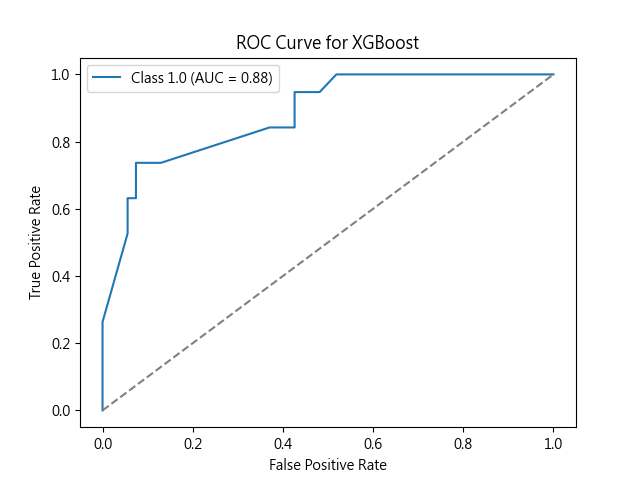 ROC Curve for XGBoost
Class 1.0 (AUC = 0.88)
1.0
0.8
0.6
0.4
0.2
0.0
True Positive Rate
0.0 0.2 0.4 0.6 0.8 1.0
False Positive Rate